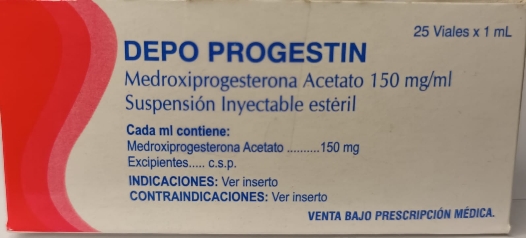 25 Viales x 1 mL
DEPO PROGESTIN
Medroxiprogesterona Acetato 150 mg/ml
Suspensión Inyectable estéril
Cada ml contiene:
Medroxiprogesterona Acetato ..........150 mg
Excipientes..... c.s.p.
INDICACIONES: Ver inserto
CONTRAINDICACIONES: Ver inserto
VENTA BAJO PRESCRIPCIÓN MÉDICA.